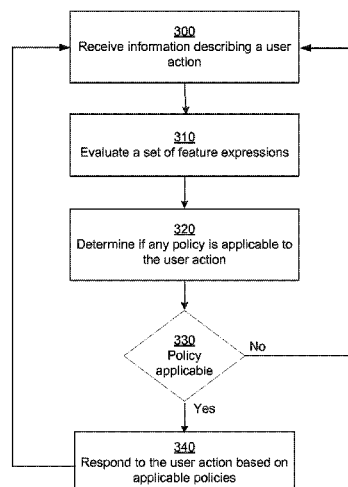 300
Receive information describing a user
action
310
Evaluate a set of feature expressions
320
Determine if any policy is applicable to
the user action
330
Policy
applicable
No
Yes
340
Respond to the user action based on
applicable policies